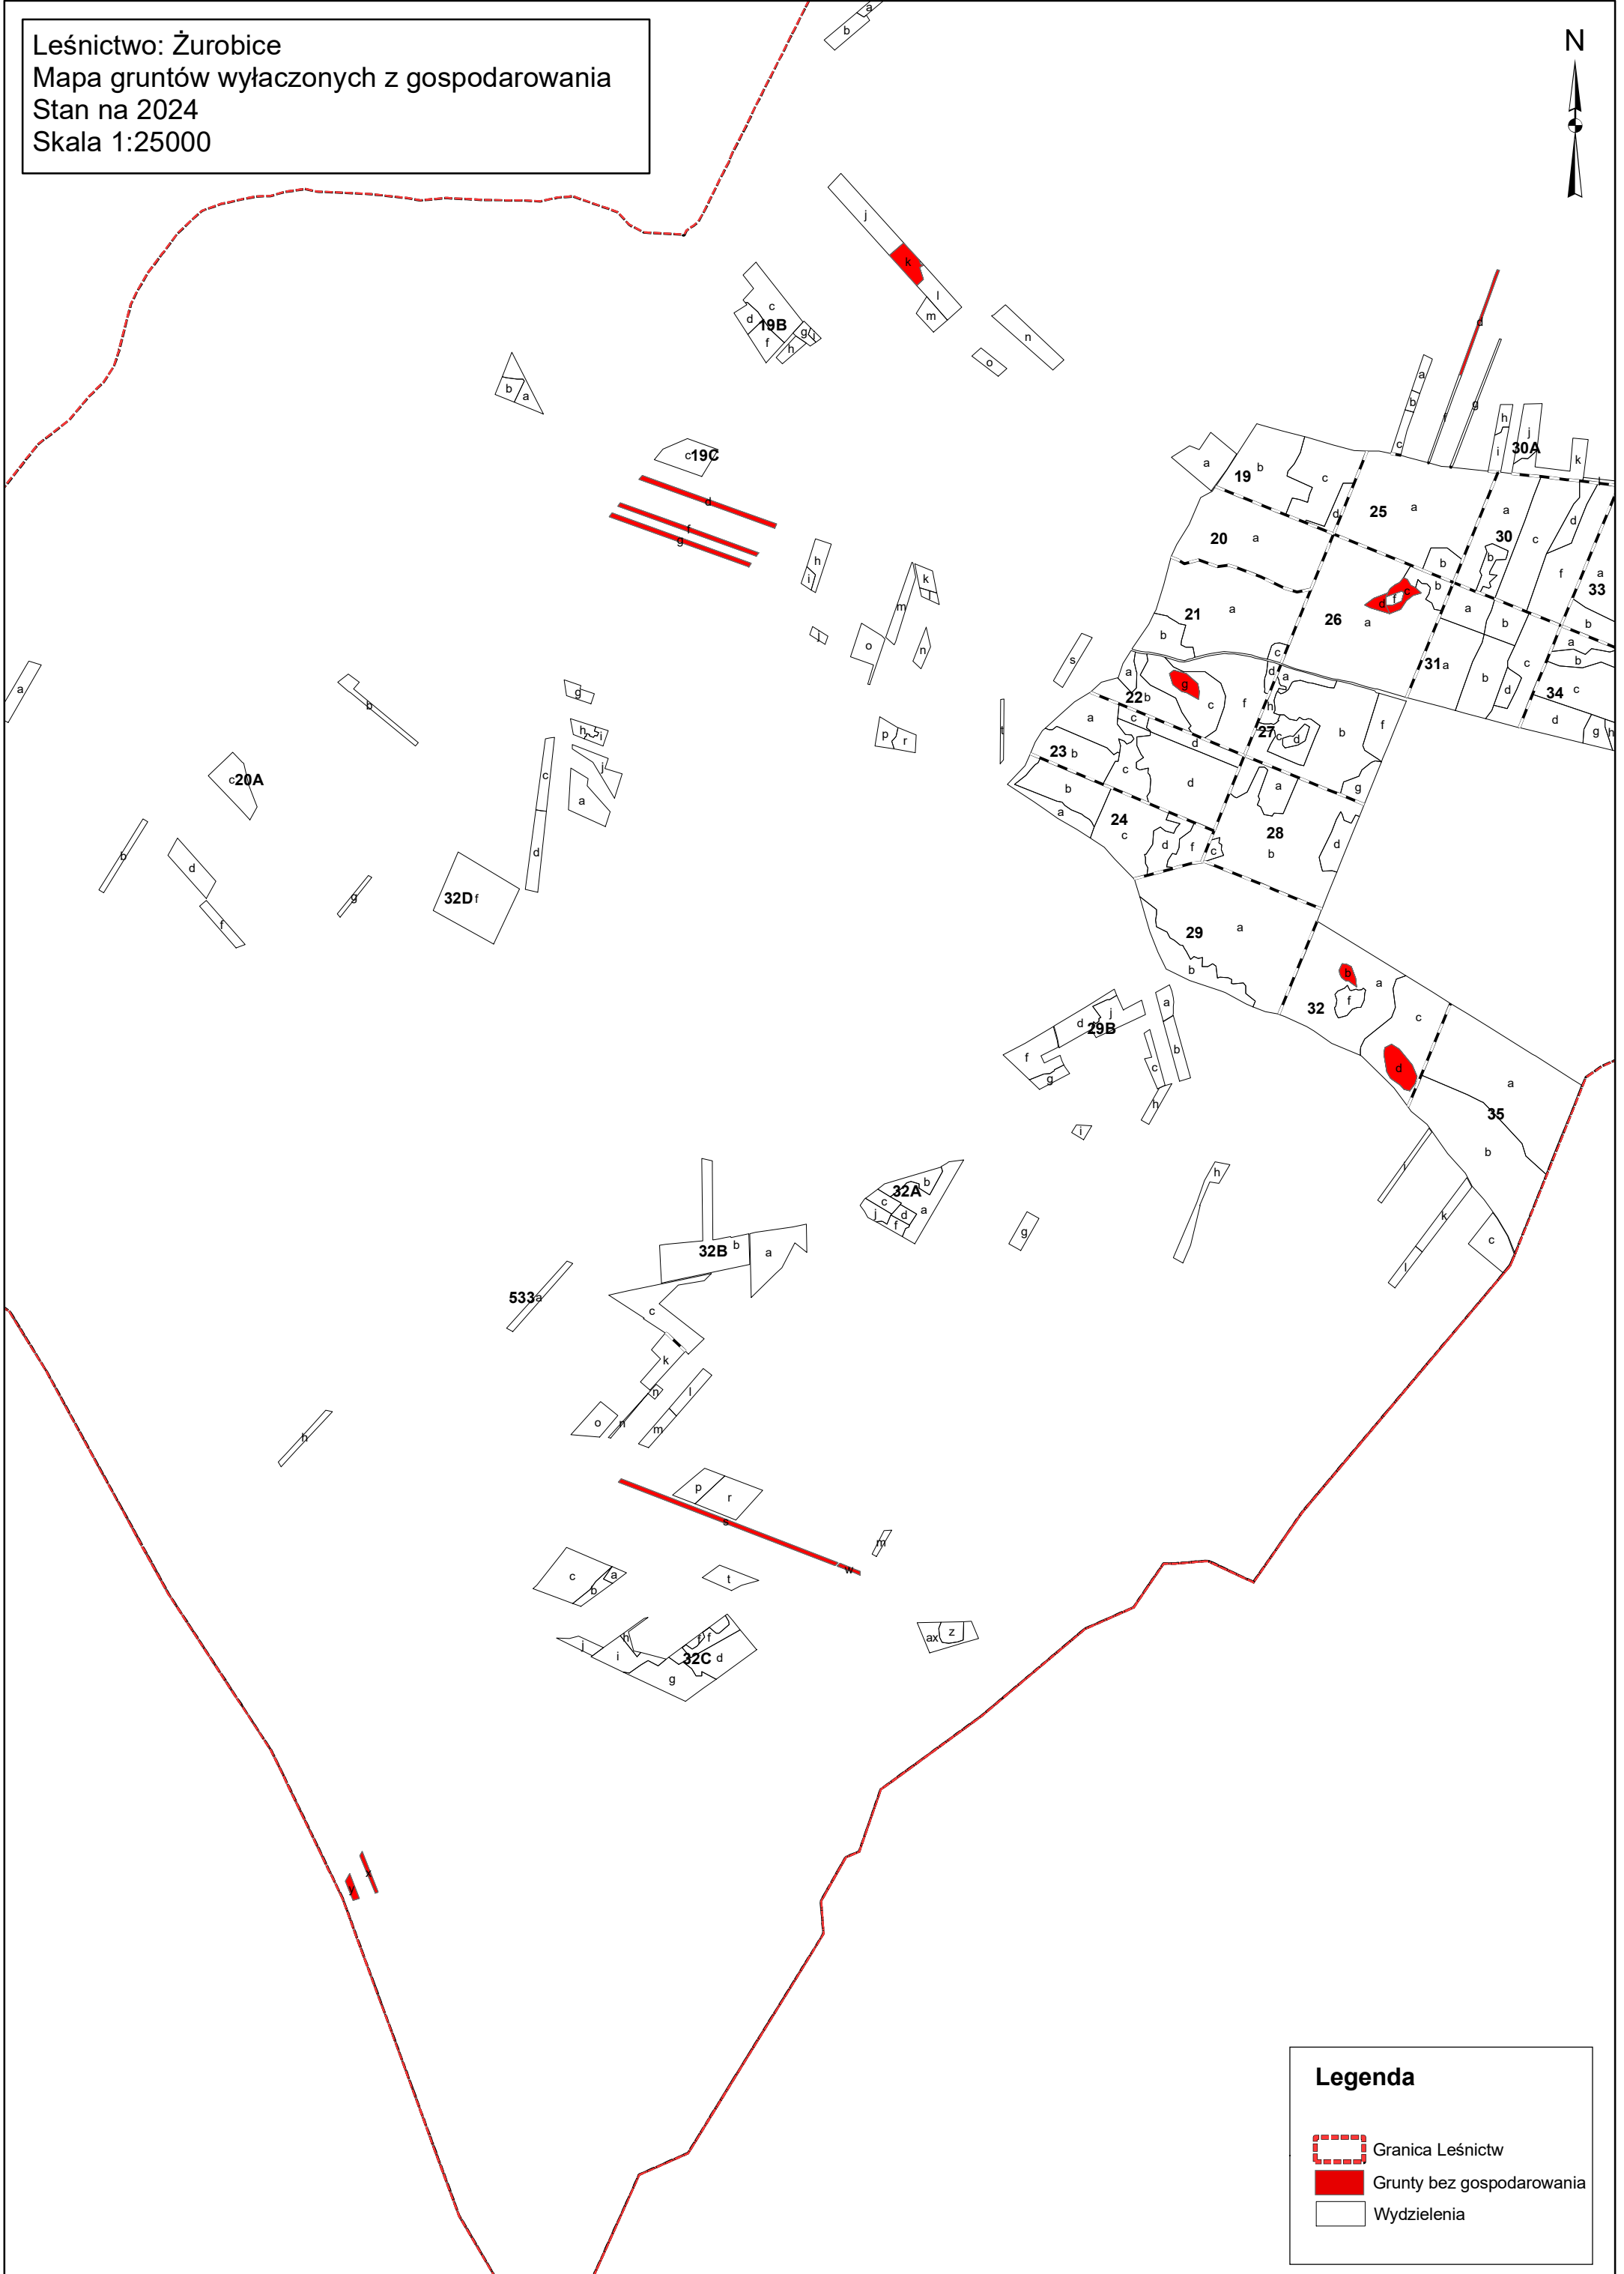 Leśnictwo: Żurobice
Mapa gruntów wyłaczonych z gospodarowania
Stan na 2024
Skala 1:25000
N
a
b
j
k
l
m
n
o
c
d
19B
f
g
i
h
b
a
c
19C
d
f
g
d
a
b
c
f
g
h
i
j
30A
k
a
19
b
c
d
25
a
a
30
b
c
d
f
a
33
b
20
a
21
a
b
26
a
b
b
c
d
f
a
b
31
a
b
c
d
a
b
34
c
d
g
h
h
i
k
l
m
j
o
n
s
p
r
t
a
22
b
g
c
f
c
d
a
h
27
c
d
b
f
g
a
c
d
23
b
c
d
b
a
24
c
d
f
c
a
28
b
d
29
a
b
a
b
g
h
i
j
a
c
d
c
20A
b
d
f
g
32D
f
b
a
32
f
c
d
a
35
b
d
j
29B
f
g
a
b
c
h
i
h
i
k
l
c
32A
b
c
d
a
j
f
g
32B
b
a
c
533
a
k
n
l
n
m
o
h
p
r
s
w
m
t
c
b
a
j
h
i
f
32C
d
g
ax
z
x
y
Legenda
Granica Leśnictw
Grunty bez gospodarowania
Wydzielenia